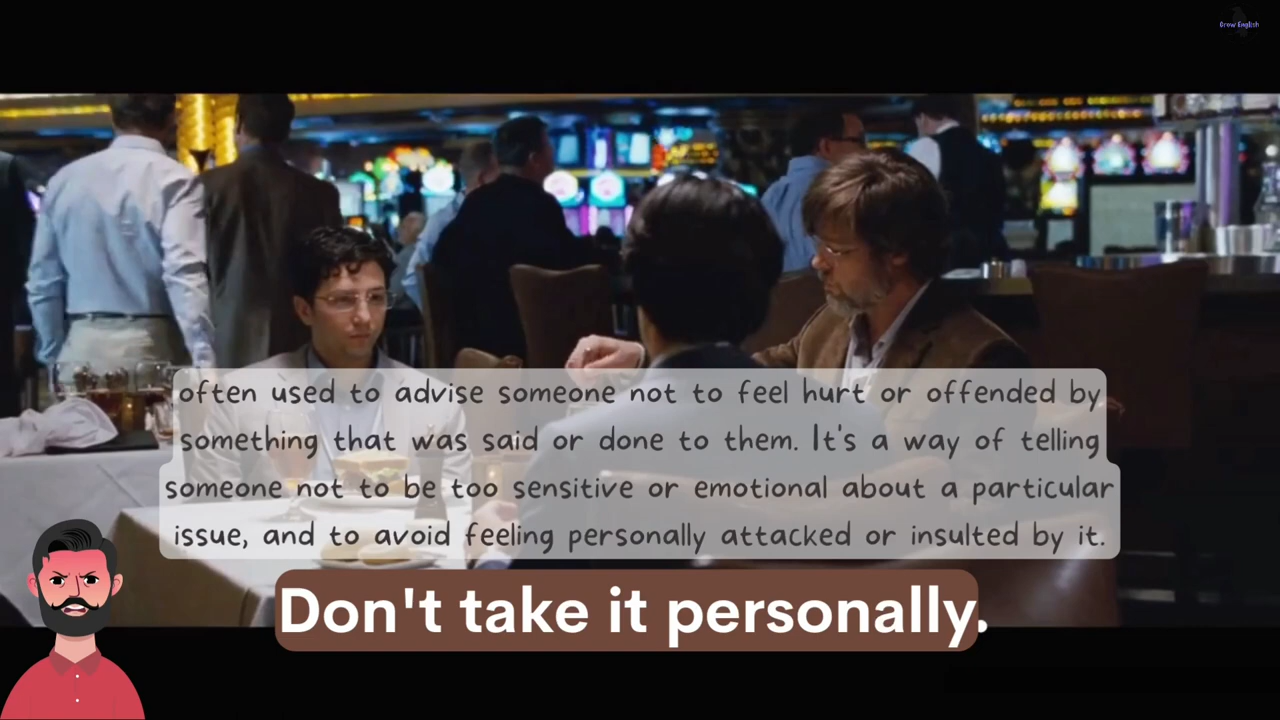 Grow English
often used to advise someone not to feel hurt or offended by
something that was said or done to them. It's a way of telling
someone not to be too sensitive or emotional about a particular
issue, and to avoid feeling personally attacked or insulted by it.
Don't take it personally.